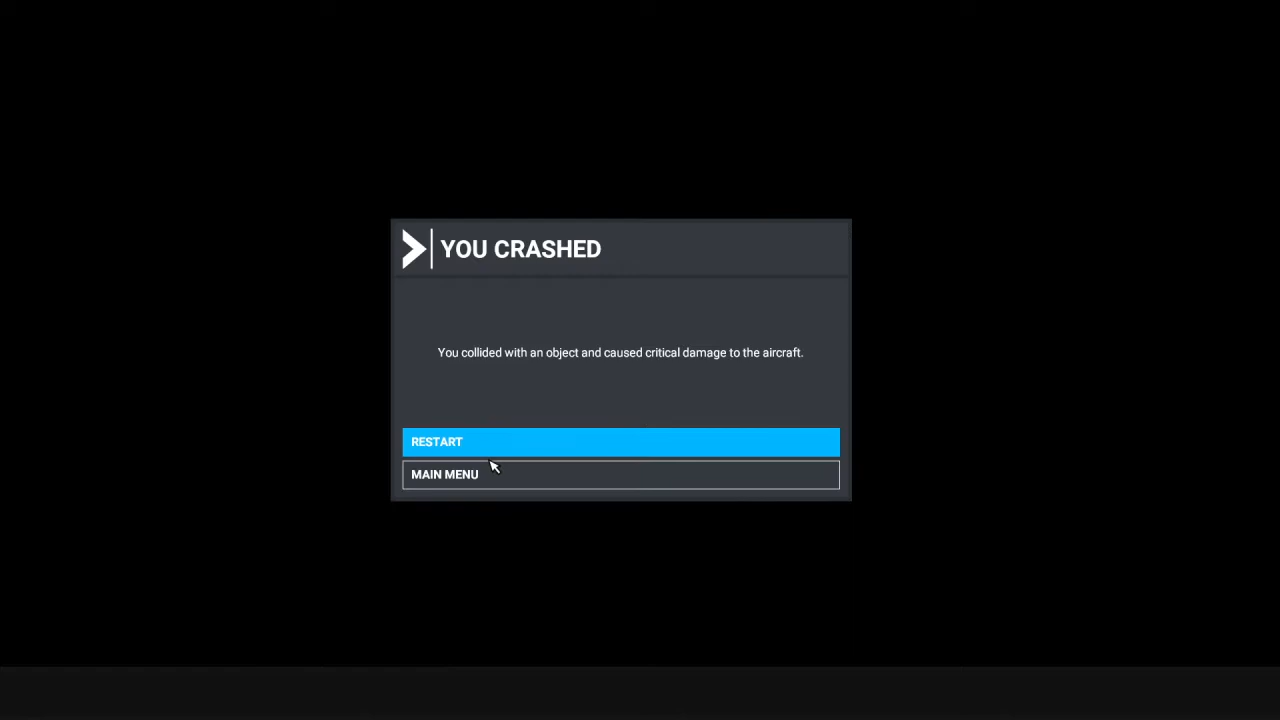 YOU CRASHED
You collided with an object and caused critical damage to the aircraft.
RESTART
MAIN MENU